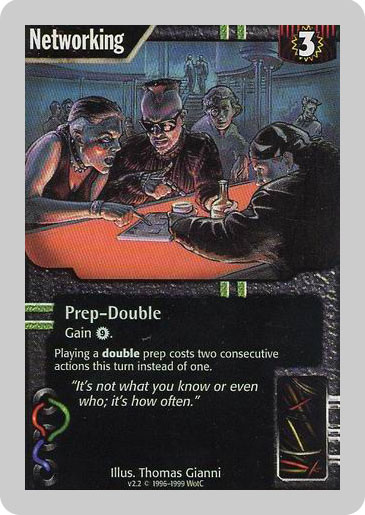 Networking
3
Prep-Double
Gain 9.
Playing a double prep costs two consecutive
actions this turn instead of one.
"It's not what you know or even
who; it's how often."
Illus. Thomas Gianni
v2.2 © 1996-1999 WotC